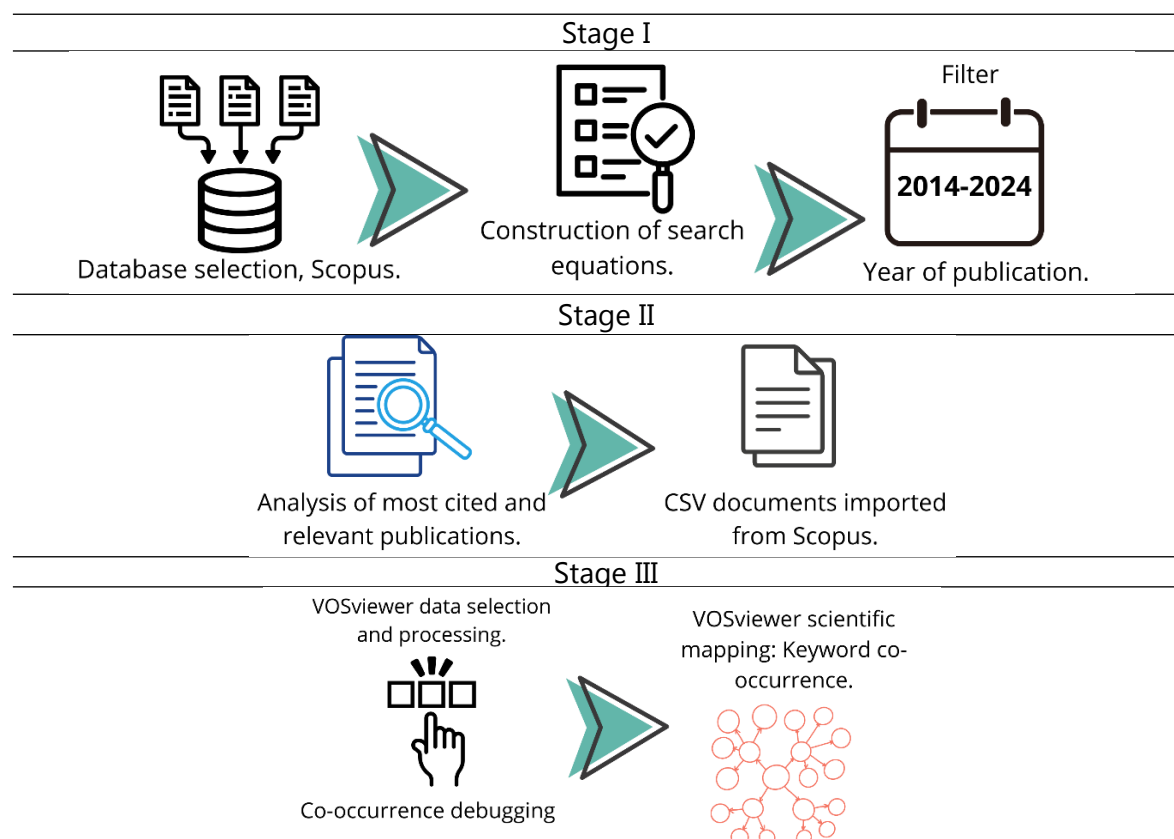 Stage I
Filter
2014-2024
Database selection, Scopus.
Construction of search
equations.
Year of publication.
Stage II
Analysis of most cited and
relevant publications.
CSV documents imported
from Scopus.
Stage III
VOSviewer data selection
and processing.
Co-occurrence debugging
VOSviewer scientific
mapping: Keyword co-
occurrence.